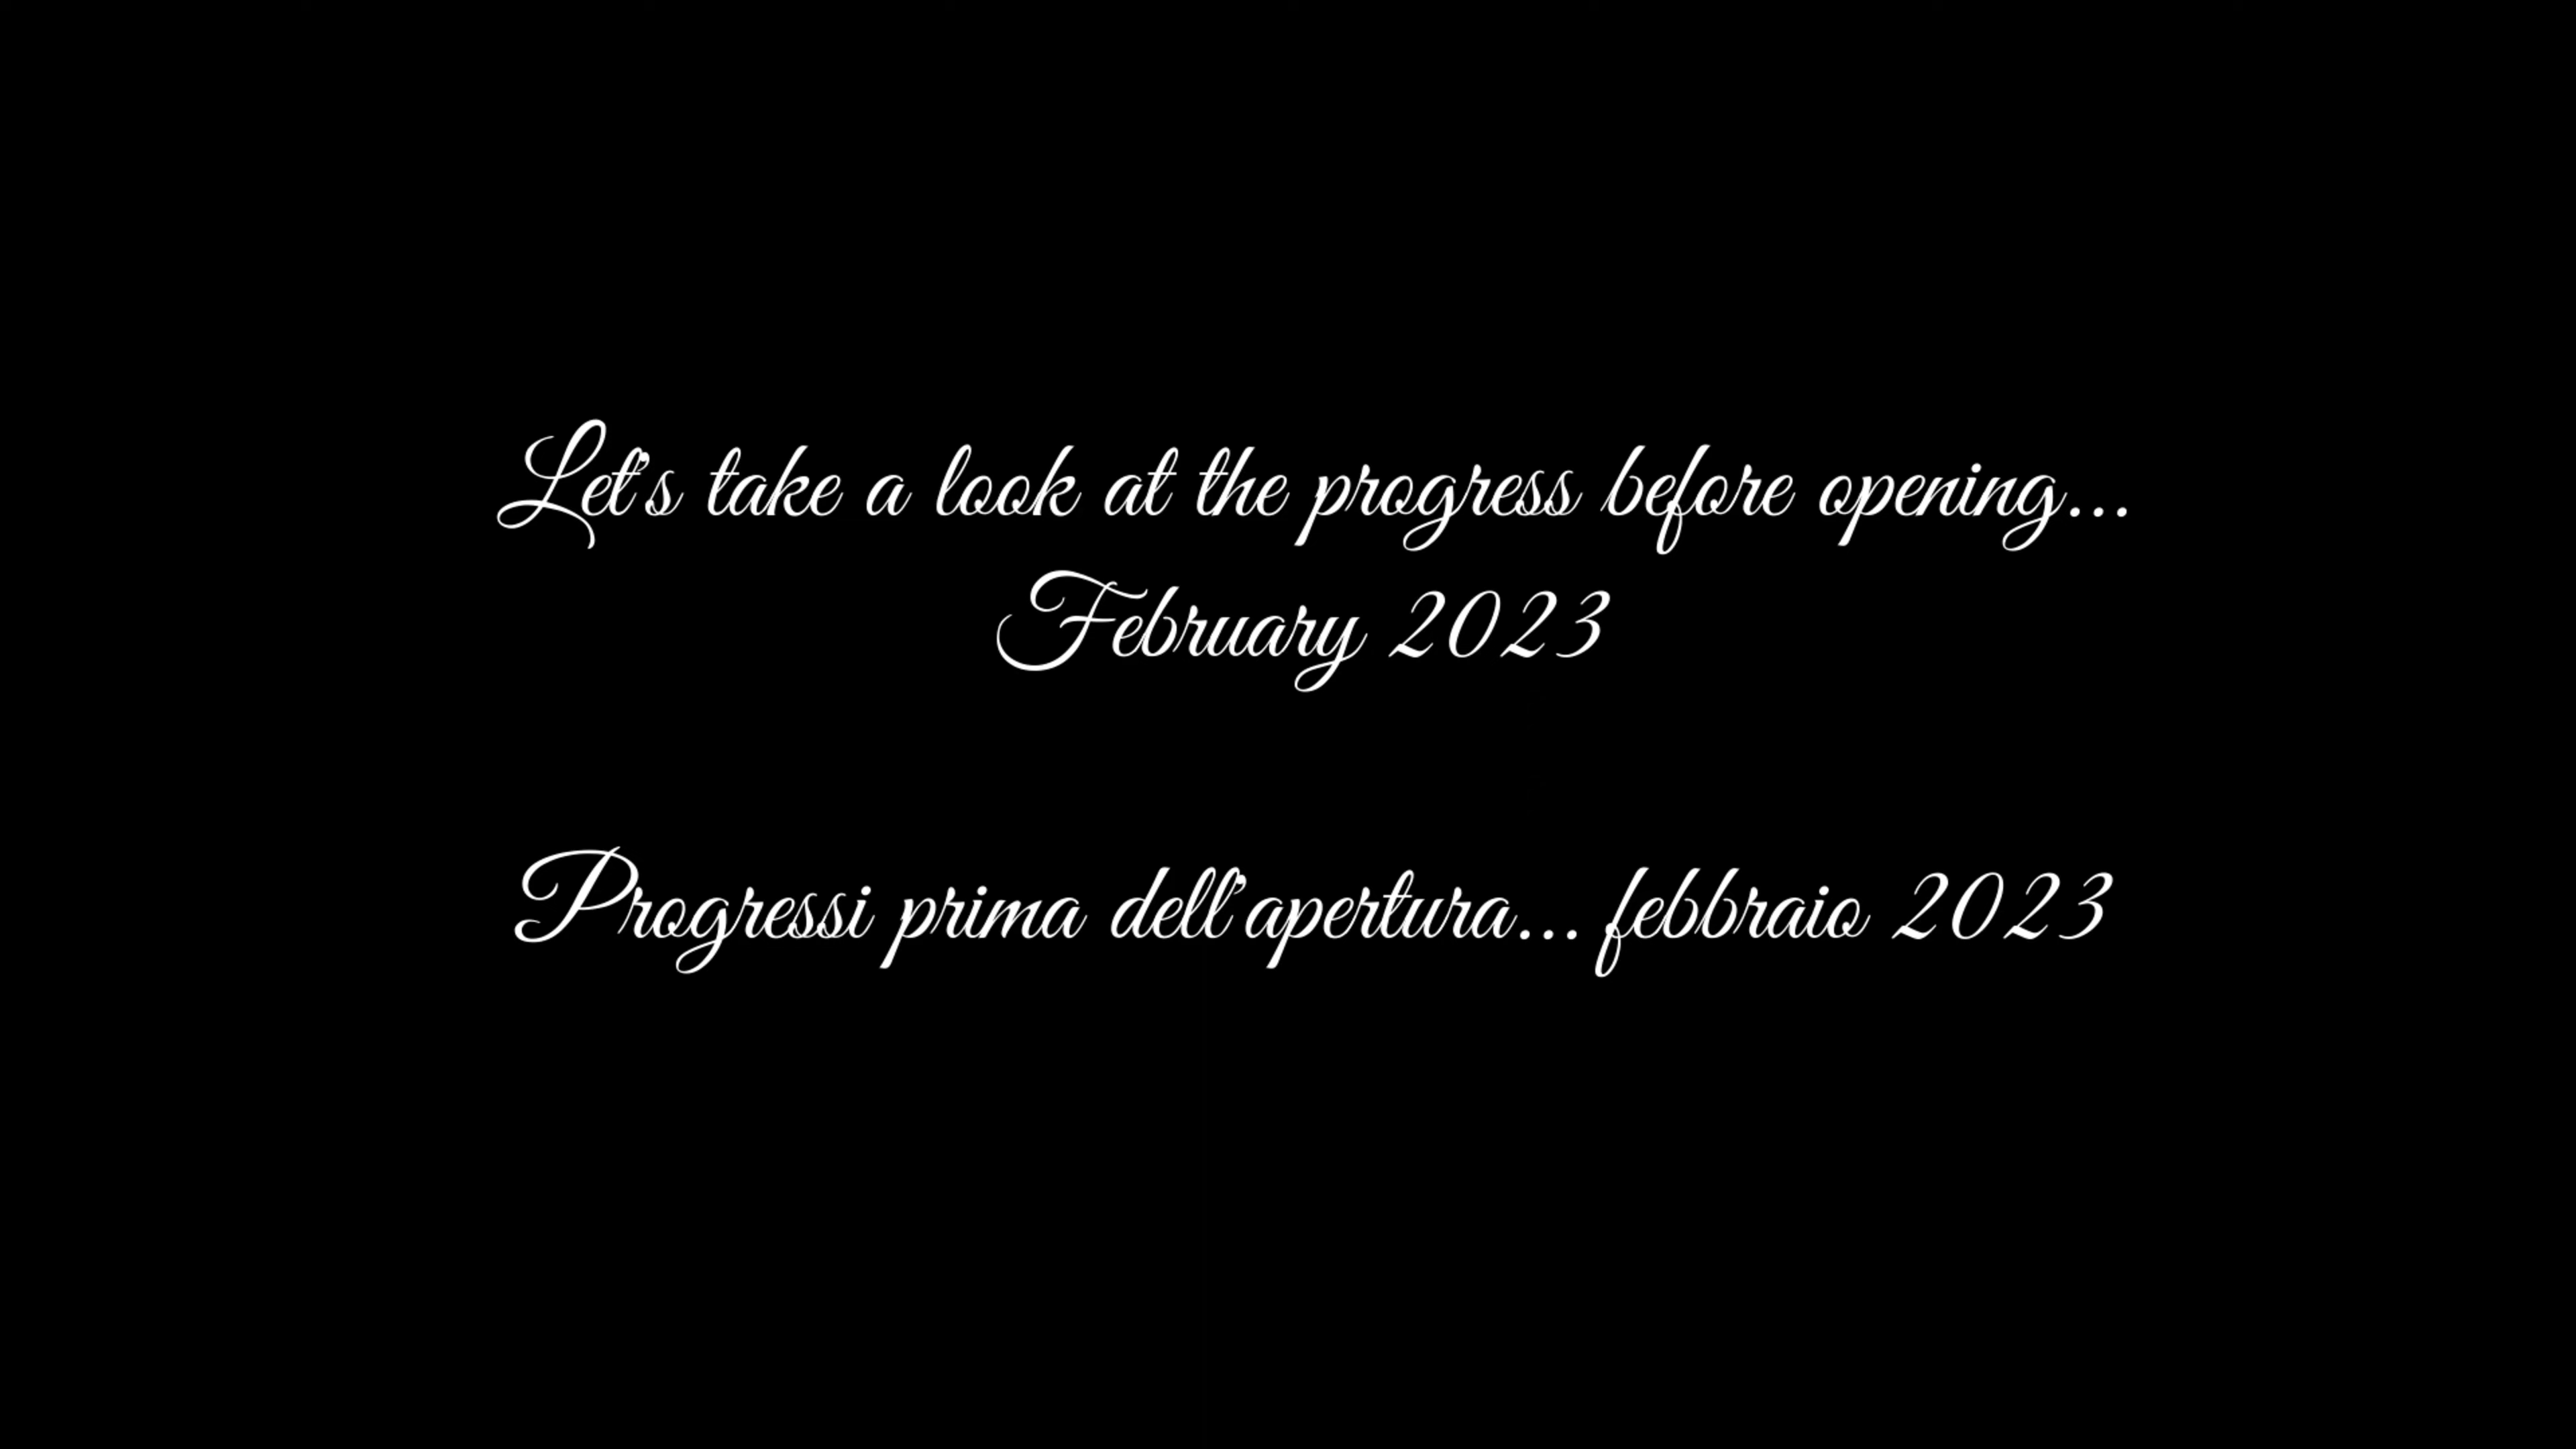 Let's take a look at the progress before opening...
February 2023
Progressi prima dell'apertura... febbraio 2023